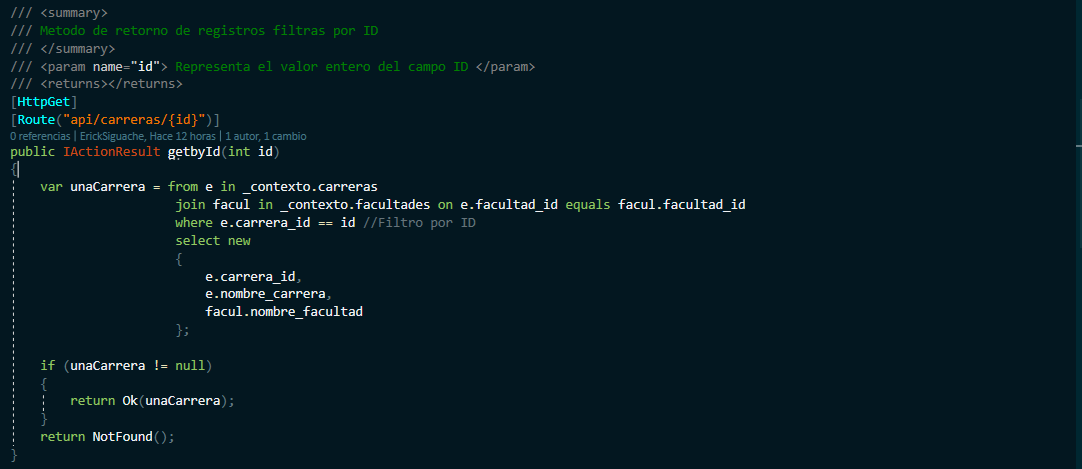 /// <summary>
/// Metodo de retorno de registros filtras por ID
/// </summary>
/// <param name="id"> Representa el valor entero del campo ID </param>
/// <returns></returns>
[HttpGet]
[Route("api/carreras/{id}")]
0 referencias | ErickSiguache, Hace 12 horas | 1 autor, 1 cambio
public IActionResult getbyId(int id)
{
    var unaCarrera = from e in _contexto.carreras
                      join facul in _contexto.facultades on e.facultad_id equals facul.facultad_id
                      where e.carrera_id == id //Filtro por ID
                      select new
                      {
                          e.carrera_id,
                          e.nombre_carrera,
                          facul.nombre_facultad
                      };
    if (unaCarrera != null)
    {
        return Ok(unaCarrera);
    }
    return NotFound();
}